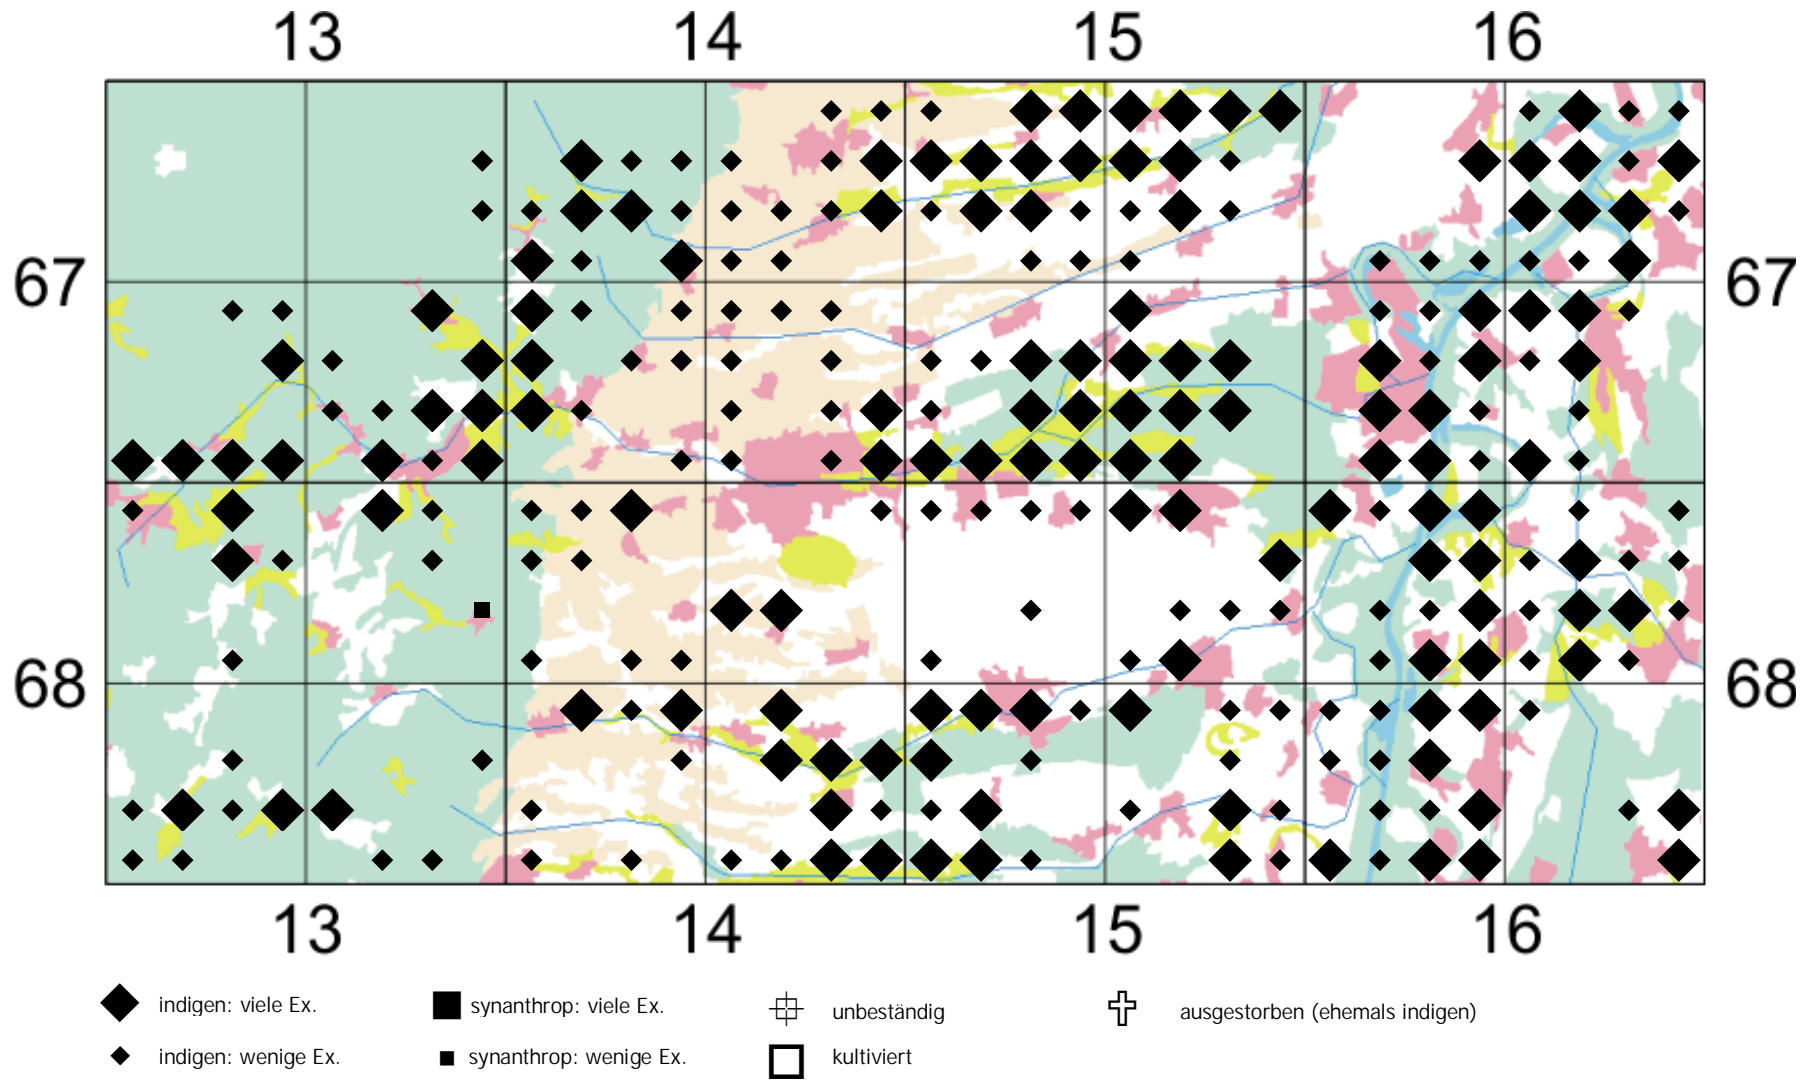 13 14 15 16
67 67
68 68
13 14 15 16
indigen: viele Ex. synanthrop: viele Ex. unbeständig ausgestorben (ehemals indigen)
indigen: wenige Ex. synanthrop: wenige Ex. kultiviert